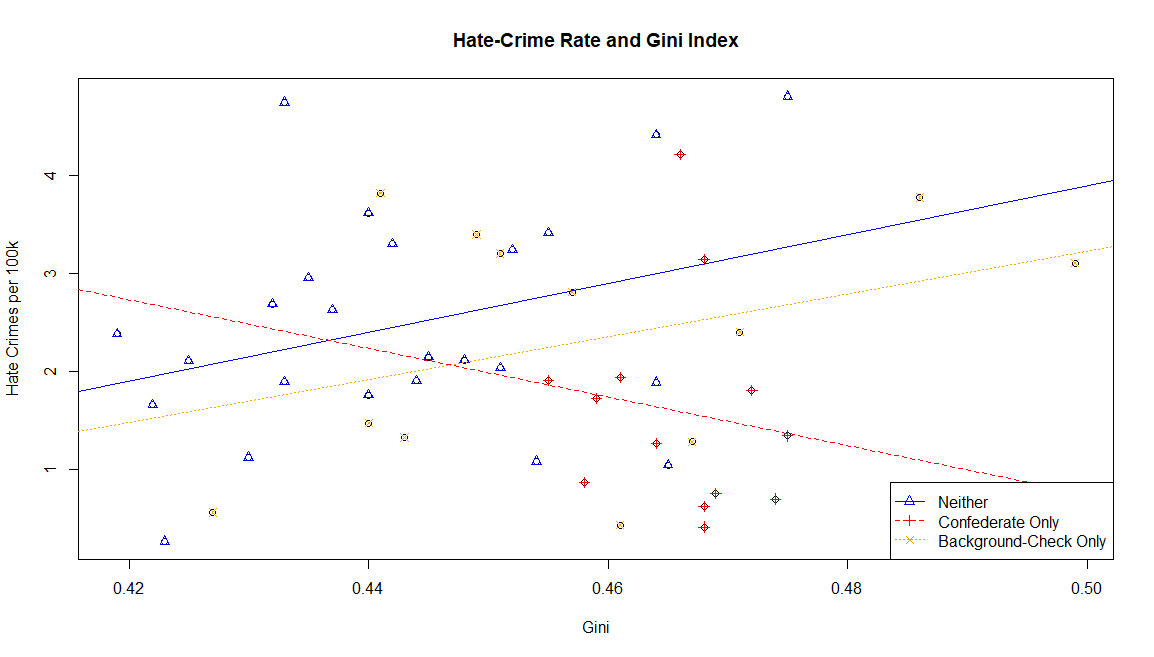 Hate-Crime Rate and Gini Index
Hate Crimes per 100k
4
3
2
1
Neither
Confederate Only
Background-Check Only
0.42 0.44 0.46 0.48 0.50
Gini